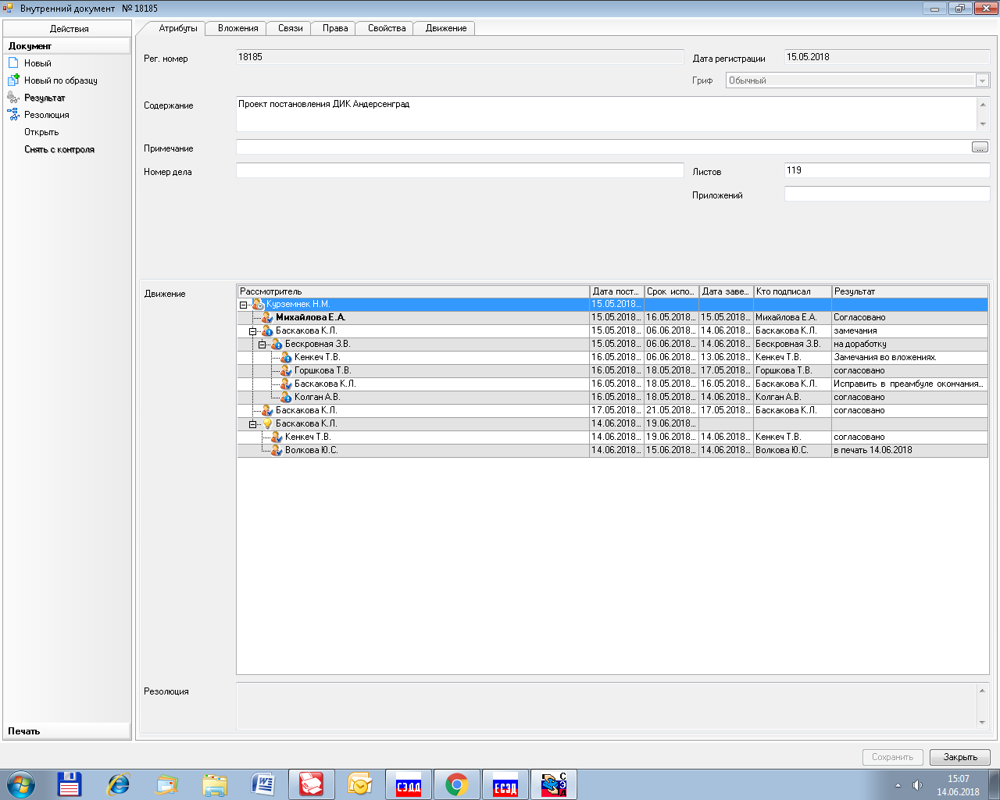 Внутренний документ № 18185
Действия
Документ
Новый
Новый по образцу
Результат
Резолюция
Открыть
Снять с контроля
Печать
Атрибуты Вложения Связи Права Свойства Движение
Рег. номер 18185 Дата регистрации 15.05.2018
Гриф Обычный
Содержание Проект постановления ДИК Андерсенград
Примечание ...
Номер дела Листов 119
Приложений
Движение
Рассмотритель Дата пост... Срок испо... Дата заве... Кто подписал Результат
Курземнек Н.М. 15.05.2018...
Михайлова Е.А. 15.05.2018... 16.05.2018... 15.05.2018... Михайлова Е.А. Согласовано
Баскакова К.Л. 15.05.2018... 06.06.2018... 14.06.2018... Баскакова К.Л. замечания
Бескровная З.В. 15.05.2018... 06.06.2018... 14.06.2018... Бескровная З.В. на доработку
Кенкеч Т.В. 16.05.2018... 06.06.2018... 13.06.2018... Кенкеч Т.В. Замечания во вложениях.
Горшкова Т.В. 16.05.2018... 18.05.2018... 17.05.2018... Горшкова Т.В. согласовано
Баскакова К.Л. 16.05.2018... 18.05.2018... 16.05.2018... Баскакова К.Л. Исправить в преамбуле окончания...
Колган А.В. 16.05.2018... 18.05.2018... 14.06.2018... Колган А.В. согласовано
Баскакова К.Л. 17.05.2018... 21.05.2018... 17.05.2018... Баскакова К.Л. согласовано
Баскакова К.Л. 14.06.2018... 19.06.2018...
Кенкеч Т.В. 14.06.2018... 19.06.2018... 14.06.2018... Кенкеч Т.В. согласовано
Волкова Ю.С. 14.06.2018... 15.06.2018... 14.06.2018... Волкова Ю.С. в печать 14.06.2018
Резолюция
Сохранить Закрыть
СЭДД ЕСЭД СЭД
15:07
14.06.2018